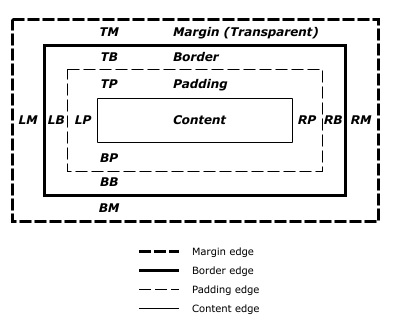 TM Margin (Transparent)
TB Border
TP Padding
LM LB LP Content RP RB RM
BP
BB
BM
Margin edge
Border edge
Padding edge
Content edge